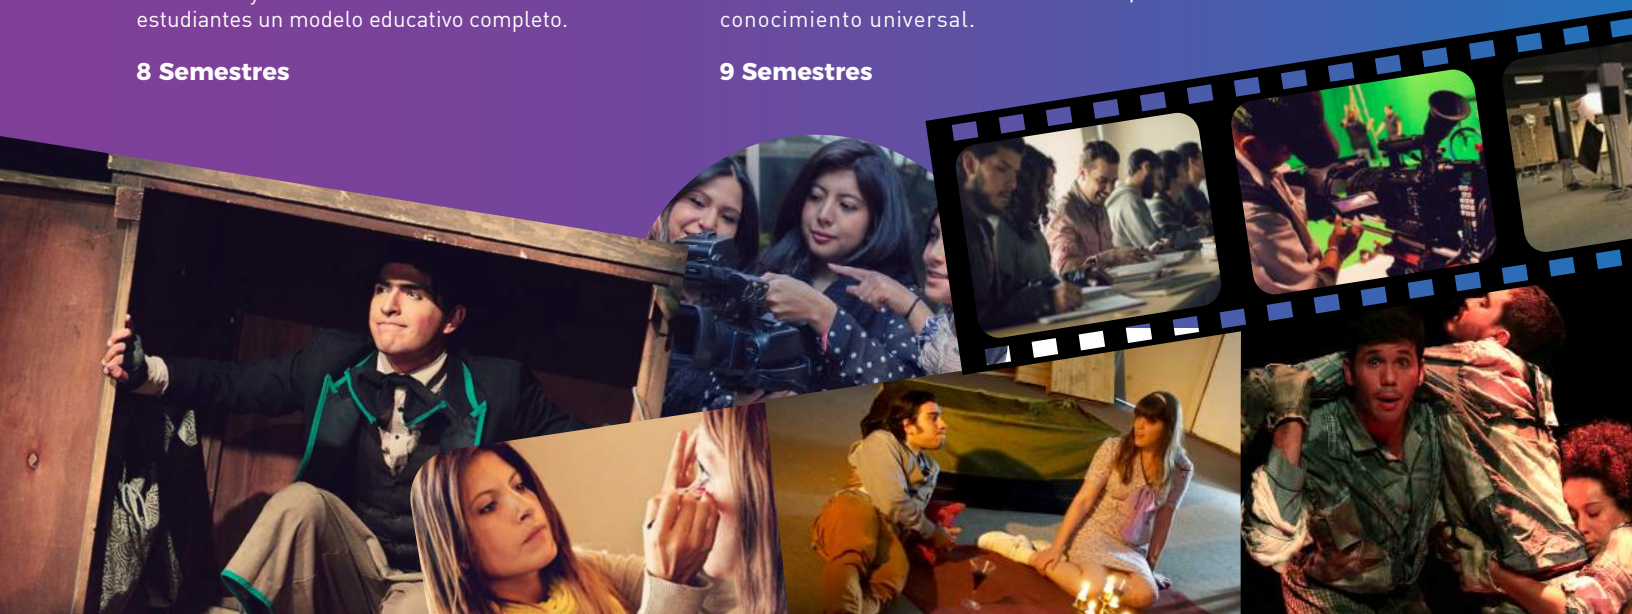 estudiantes un modelo educativo completo.
8 Semestres
conocimiento universal.
9 Semestres